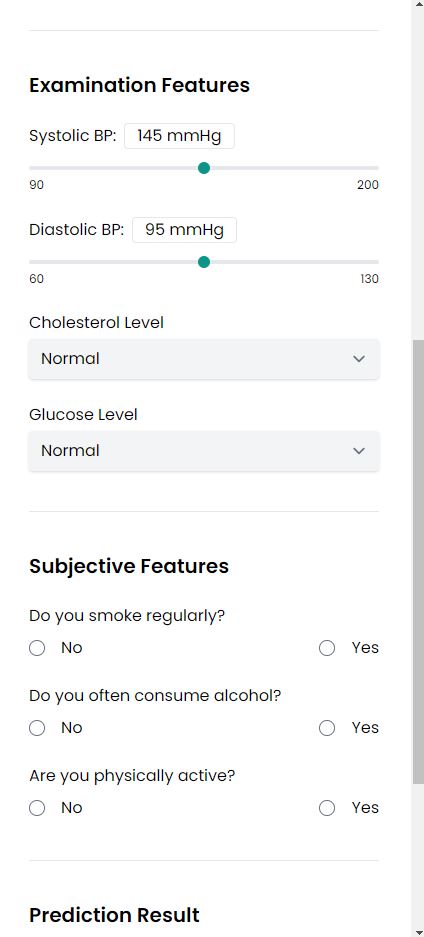 Examination Features
Systolic BP: 145 mmHg
90 200
Diastolic BP: 95 mmHg
60 130
Cholesterol Level
Normal
Glucose Level
Normal
Subjective Features
Do you smoke regularly?
No Yes
Do you often consume alcohol?
No Yes
Are you physically active?
No Yes
Prediction Result